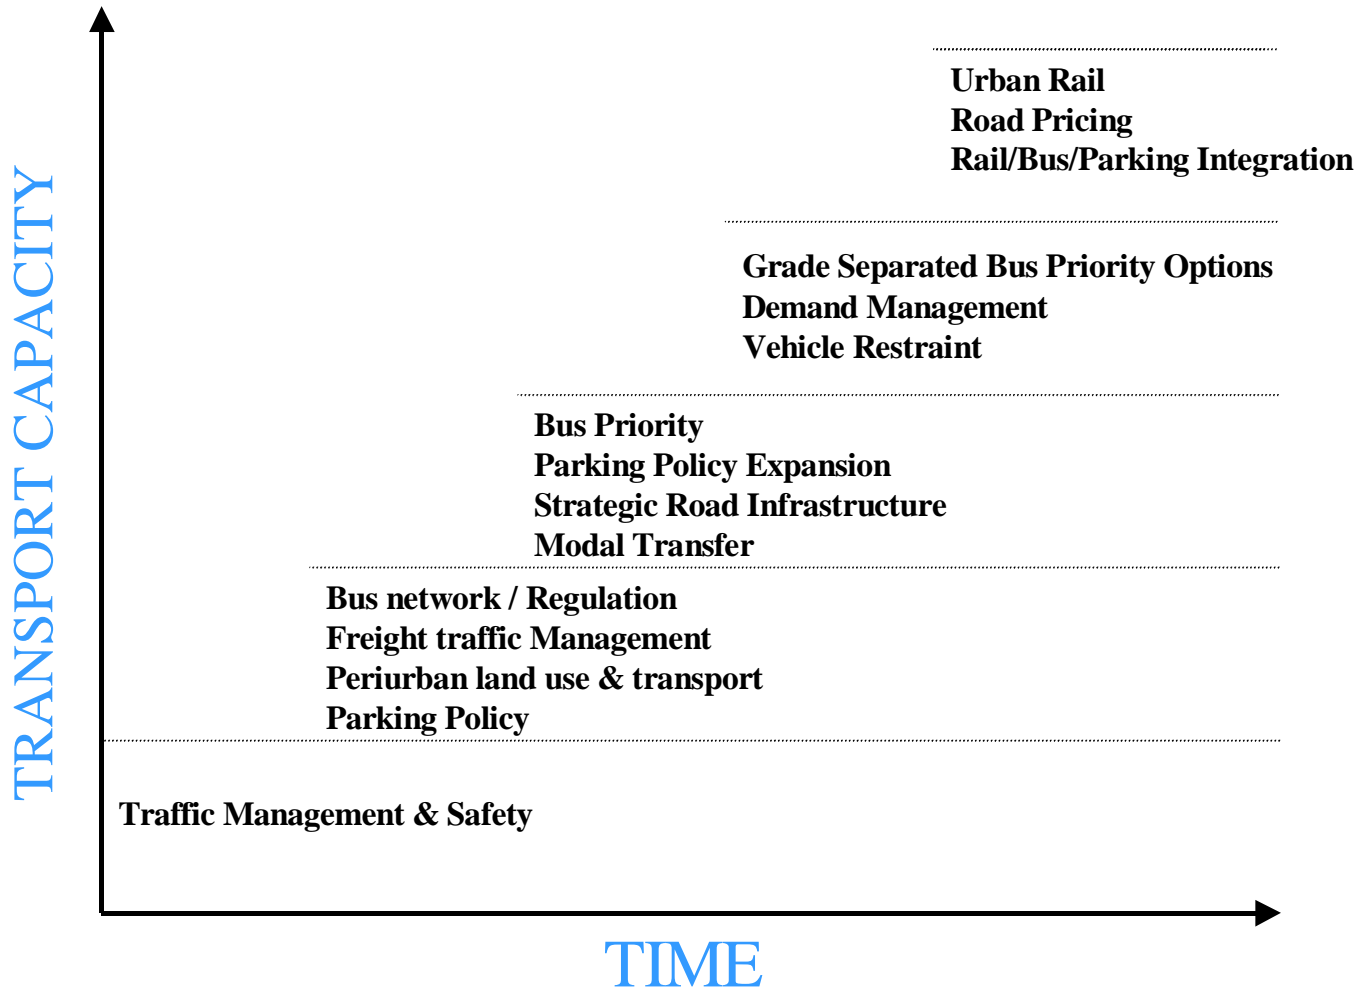 Urban Rail
Road Pricing
Rail/Bus/Parking Integration
Grade Separated Bus Priority Options
Demand Management
Vehicle Restraint
Bus Priority
Parking Policy Expansion
Strategic Road Infrastructure
Modal Transfer
Bus network / Regulation
Freight traffic Management
Periurban land use & transport
Parking Policy
Traffic Management & Safety
TRANSPORT CAPACITY
TIME